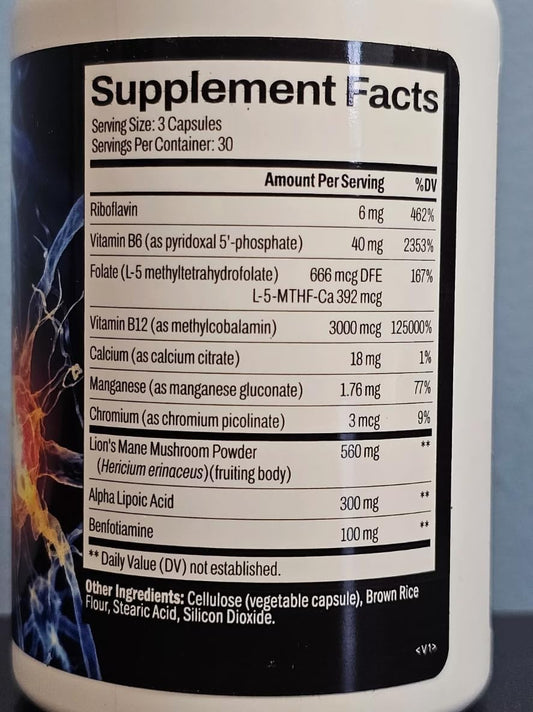 Supplement Facts
Serving Size: 3 Capsules
Servings Per Container: 30
Amount Per Serving %DV
Riboflavin 6 mg 462%
Vitamin B6 (as pyridoxal 5'-phosphate) 40 mg 2353%
Folate (L-5 methyltetrahydrofolate) 666 mcg DFE 167%
L-5-MTHF-Ca 392 mcg
Vitamin B12 (as methylcobalamin) 3000 mcg 125000%
Calcium (as calcium citrate) 18 mg 1%
Manganese (as manganese gluconate) 1.76 mg 77%
Chromium (as chromium picolinate) 3 mcg 9%
Lion's Mane Mushroom Powder 560 mg **
(Hericium erinaceus)(fruiting body)
Alpha Lipoic Acid 300 mg **
Benfotiamine 100 mg **
** Daily Value (DV) not established.
Other Ingredients: Cellulose (vegetable capsule), Brown Rice
Flour, Stearic Acid, Silicon Dioxide.
<V1>